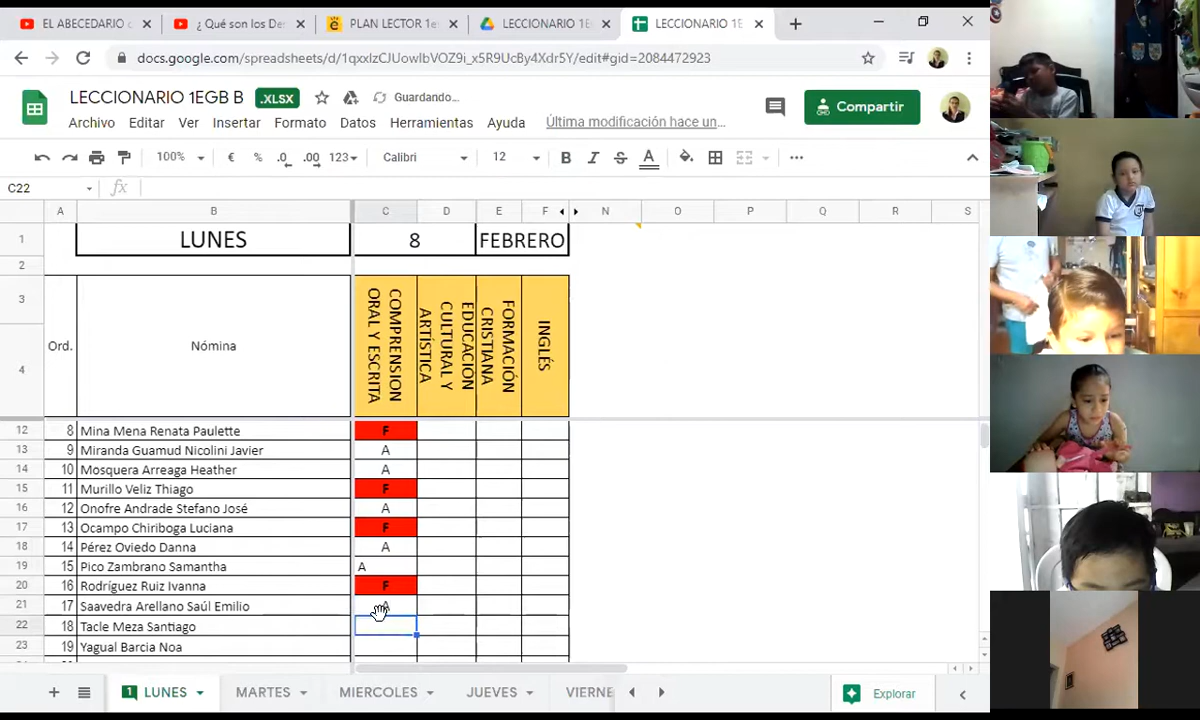 EL ABECEDARIO
¿ Qué son los De
PLAN LECTOR 1e
LECCIONARIO 1E
LECCIONARIO 1E
docs.google.com/spreadsheets/d/1qxxIzCJUowIbVOZ9i_x5R9UcBy4Xdr5Y/edit#gid=2084472923
LECCIONARIO 1EGB B .XLSX Guardando...
Compartir
Archivo Editar Ver Insertar Formato Datos Herramientas Ayuda Última modificación hace un...
100% € % .0 .00 123 Calibri 12 B I S A
C22 fx
A B C D E F N O P Q R S
1 LUNES 8 FEBRERO
2
3
4
Ord. Nómina
COMPRENSION ORAL Y ESCRITA
EDUCACIÓN CULTURAL Y ARTÍSTICA
FORMACIÓN CRISTIANA
INGLÉS
12 8 Mina Mena Renata Paulette F
13 9 Miranda Guamud Nicolini Javier A
14 10 Mosquera Arreaga Heather A
15 11 Murillo Veliz Thiago F
16 12 Onofre Andrade Stefano José A
17 13 Ocampo Chiriboga Luciana F
18 14 Pérez Oviedo Danna A
19 15 Pico Zambrano Samantha A
20 16 Rodríguez Ruiz Ivanna F
21 17 Saavedra Arellano Saúl Emilio A
22 18 Tacle Meza Santiago
23 19 Yagual Barcia Noa
1 LUNES MARTES MIERCOLES JUEVES VIERNE Explorar